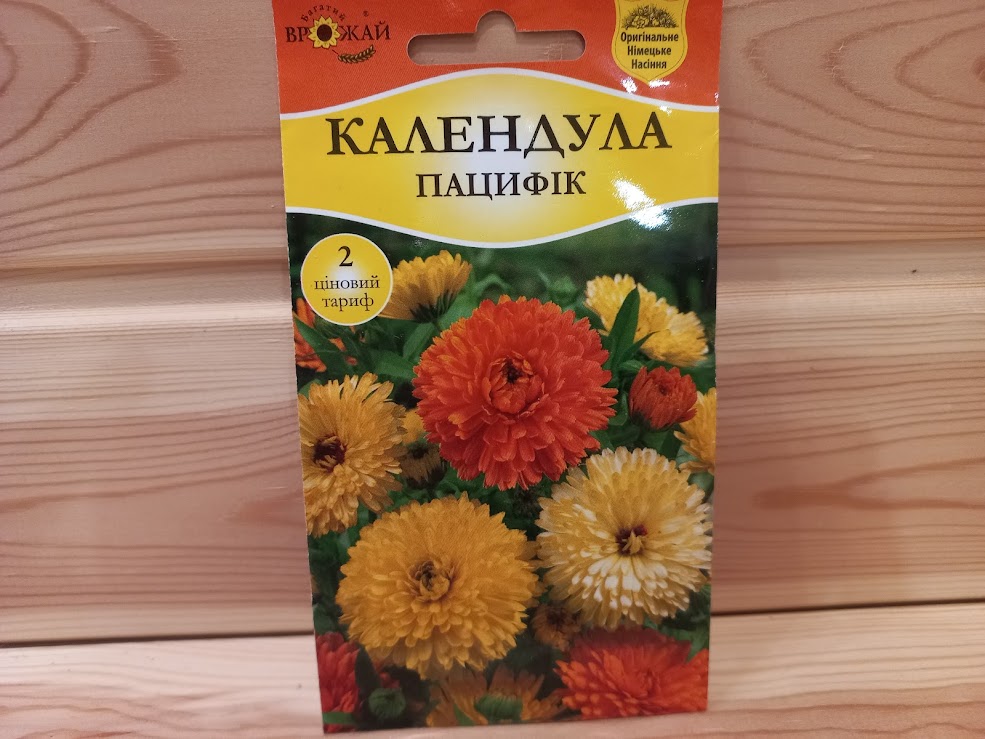 Багатий
ВРОЖАЙ
®
Оригінальне
Німецьке
Насіння
КАЛЕНДУЛА
ПАЦИФІК
2
ціновий
тариф